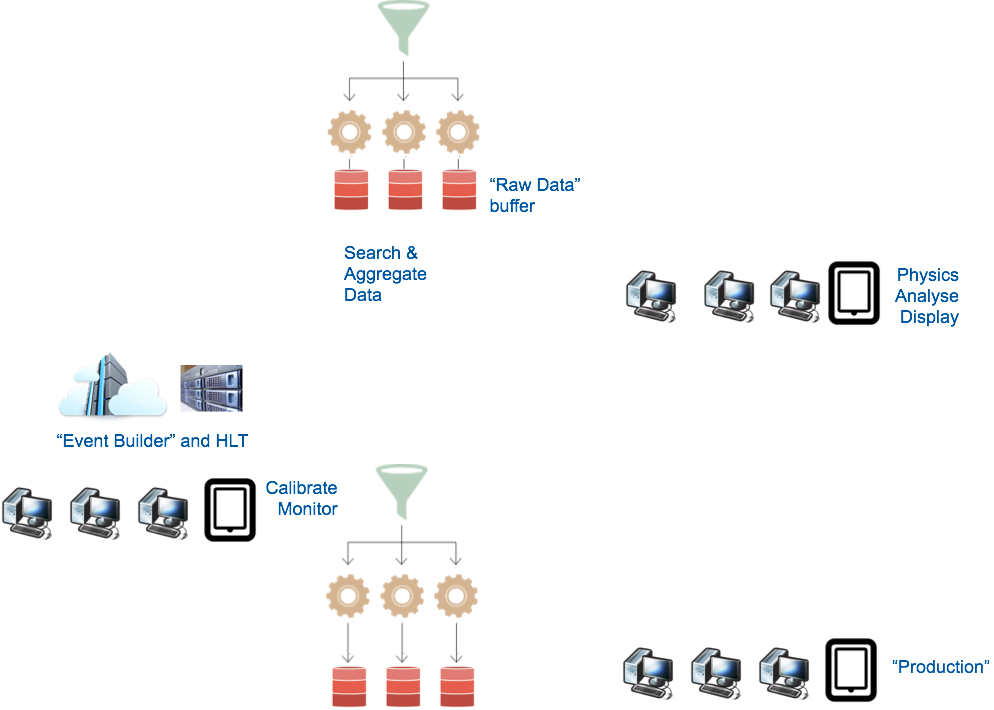 “Raw Data”
buffer
Search &
Aggregate
Data
Physics
Analyse
Display
“Event Builder” and HLT
Calibrate
Monitor
“Production”